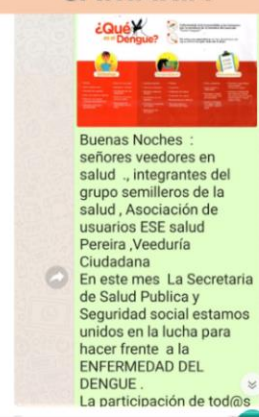 ¿Qué
es el Dengue?
Buenas Noches :
señores veedores en
salud ., integrantes del
grupo semilleros de la
salud , Asociación de
usuarios ESE salud
Pereira ,Veeduría
Ciudadana
En este mes La Secretaria
de Salud Publica y
Seguridad social estamos
unidos en la lucha para
hacer frente a la
ENFERMEDAD DEL
DENGUE .
La participación de tod@s